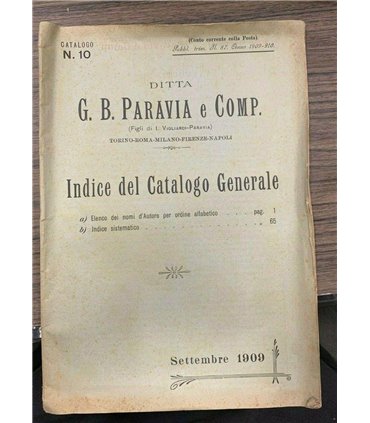 CATALOGO
N. 10
(Conto corrente colla Posta).
DITTA
G. B. PARAVIA e COMP.
(Figli di I. VIGLIARDI-PARAVIA)
TORINO-ROMA-MILANO-FIRENZE-NAPOLI
Indice del Catalogo Generale
a) Elenco dei nomi d'Autore per ordine alfabetico . . . . pag. 1
b) Indice sistematico . . . . . . . . . . . . » 65
Settembre 1909